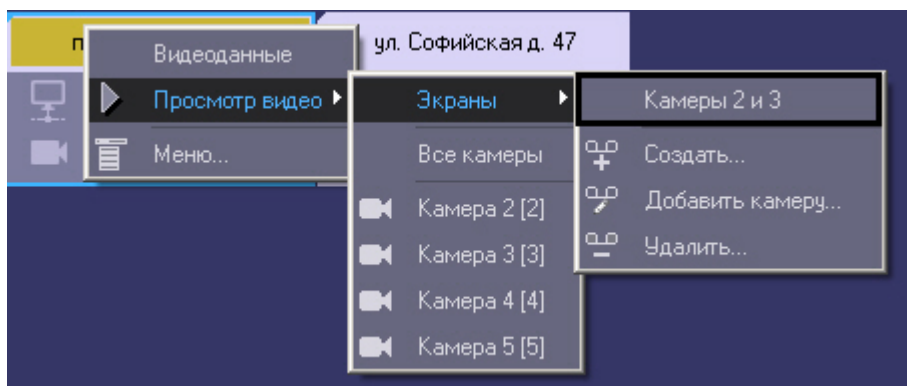 п
ул. Софийская д. 47
Видеоданные
Просмотр видео
Меню...
Экраны
Все камеры
Камера 2 [2]
Камера 3 [3]
Камера 4 [4]
Камера 5 [5]
Камеры 2 и 3
Создать...
Добавить камеру...
Удалить...